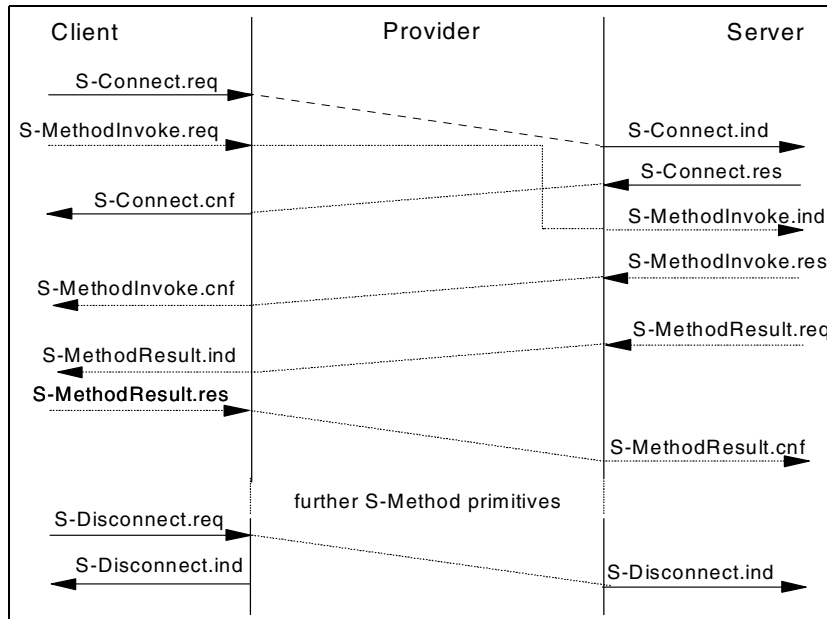 Client Provider Server
S-Connect.req
S-MethodInvoke.req
S-Connect.ind
S-Connect.res
S-Connect.cnf
S-MethodInvoke.ind
S-MethodInvoke.res
S-MethodInvoke.cnf
S-MethodResult.req
S-MethodResult.ind
S-MethodResult.res
S-MethodResult.cnf
further S-Method primitives
S-Disconnect.req
S-Disconnect.ind
S-Disconnect.ind